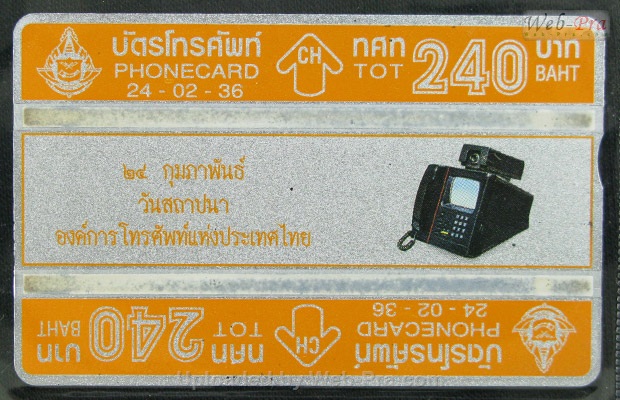 Web-Pra
บัตรโทรศัพท์ CH ทศท 240 บาท
PHONECARD TOT BAHT
24 - 02 - 36
๒๔ กุมภาพันธ์
วันสถาปนา
องค์การโทรศัพท์แห่งประเทศไทย
24 - 02 - 36
PHONECARD TOT BAHT
บัตรโทรศัพท์ CH ทศท 240 บาท
Uploaded by Web-Pra.com